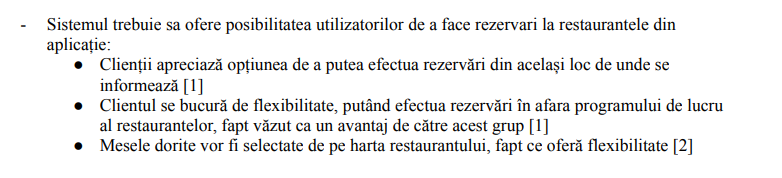 - Sistemul trebuie sa ofere posibilitatea utilizatorilor de a face rezervari la restaurantele din
aplicație:
● Clienții apreciază opțiunea de a putea efectua rezervări din același loc de unde se
informează [1]
● Clientul se bucură de flexibilitate, putând efectua rezervări în afara programului de lucru
al restaurantelor, fapt văzut ca un avantaj de către acest grup [1]
● Mesele dorite vor fi selectate de pe harta restaurantului, fapt ce oferă flexibilitate [2]